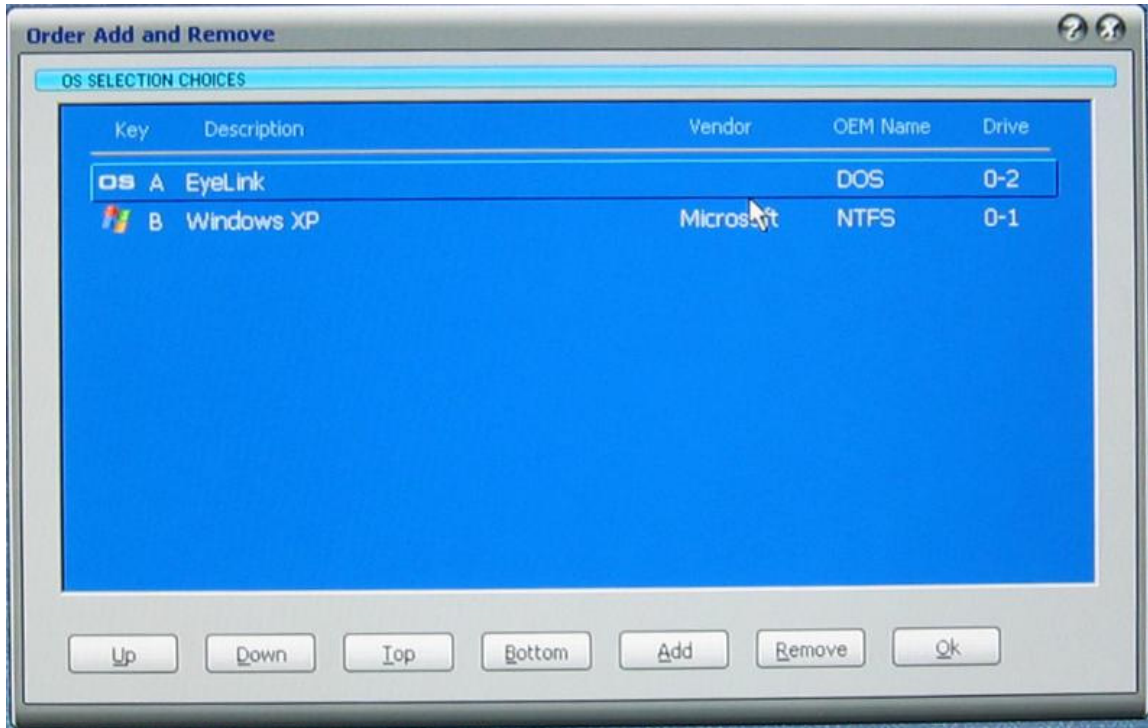 Order Add and Remove
OS SELECTION CHOICES
Key Description Vendor OEM Name Drive
OS A EyeLink DOS 0-2
B Windows XP Microsoft NTFS 0-1
Up Down Top Bottom Add Remove Ok